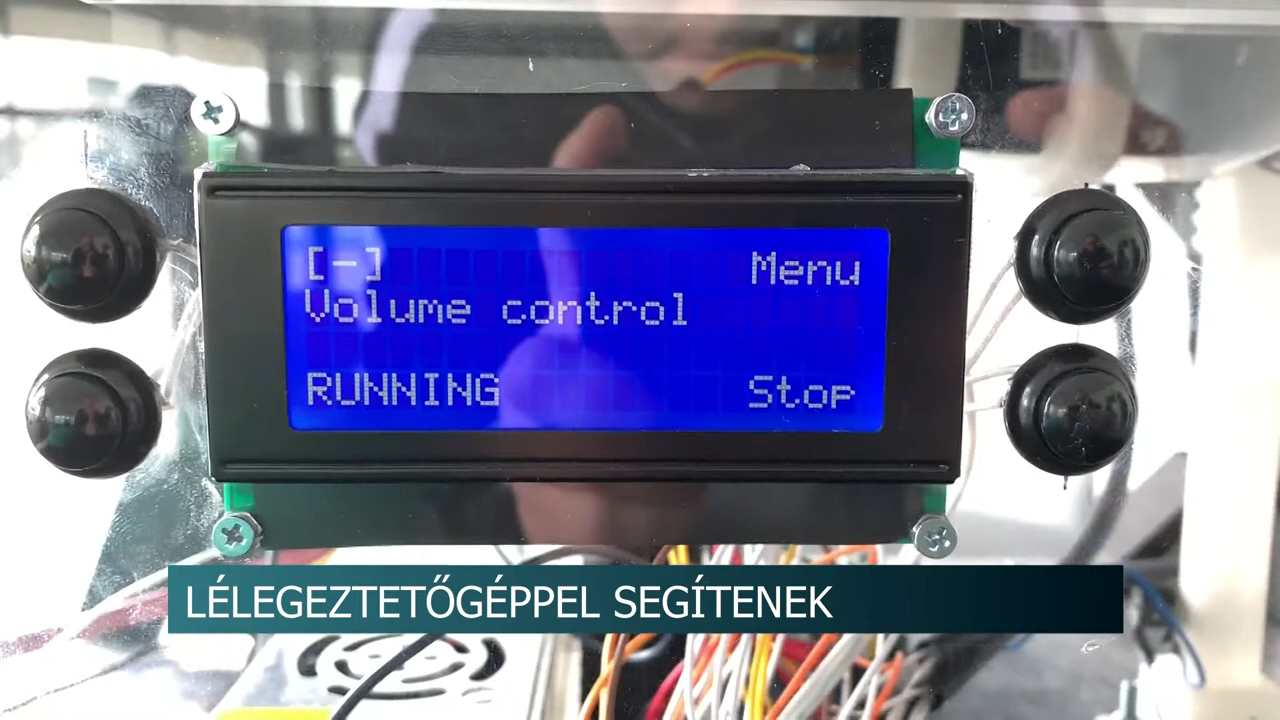 [-] Menu
Volume control
RUNNING Stop
LÉLEGEZTETŐGÉPPEL SEGÍTENEK